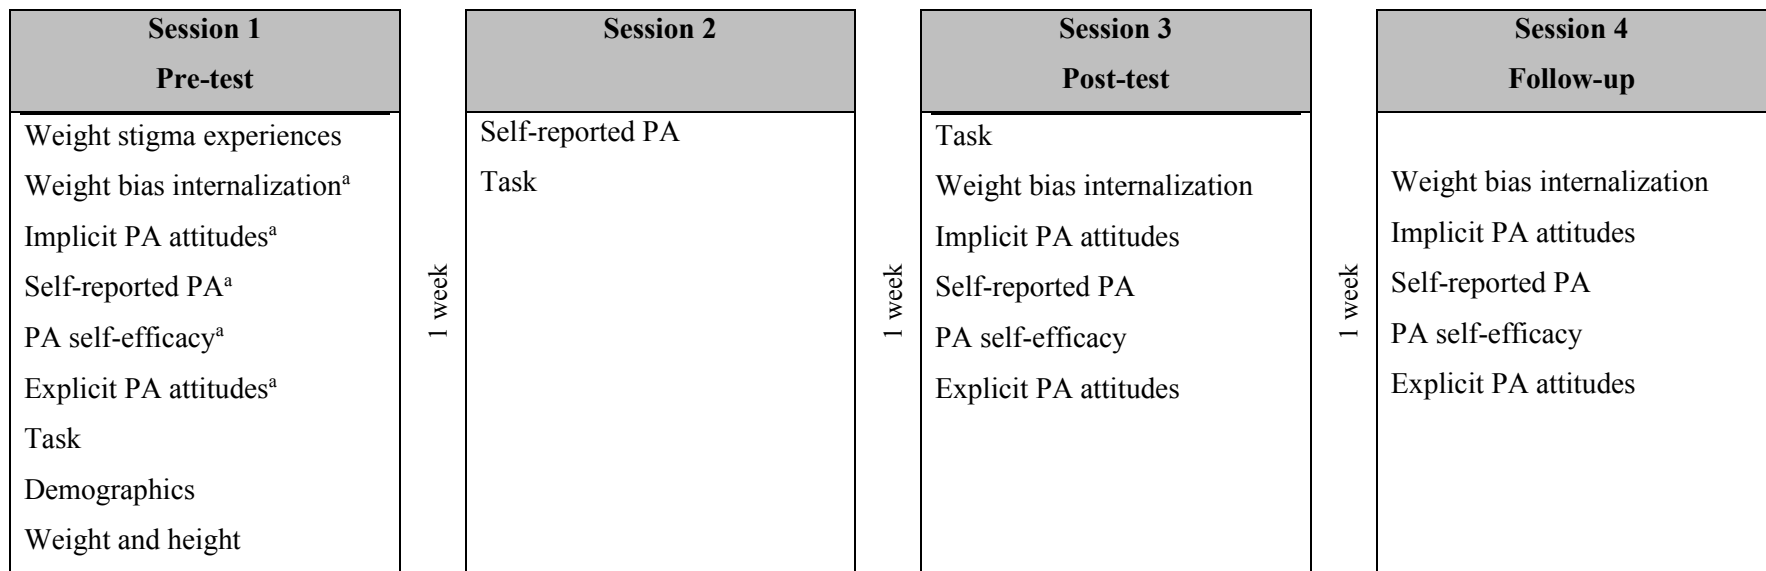 Session 1
Pre-test
Weight stigma experiences
Weight bias internalizationᵃ
Implicit PA attitudesᵃ
Self-reported PAᵃ
PA self-efficacyᵃ
Explicit PA attitudesᵃ
Task
Demographics
Weight and height
1 week
Session 2
Self-reported PA
Task
1 week
Session 3
Post-test
Task
Weight bias internalization
Implicit PA attitudes
Self-reported PA
PA self-efficacy
Explicit PA attitudes
1 week
Session 4
Follow-up
Weight bias internalization
Implicit PA attitudes
Self-reported PA
PA self-efficacy
Explicit PA attitudes